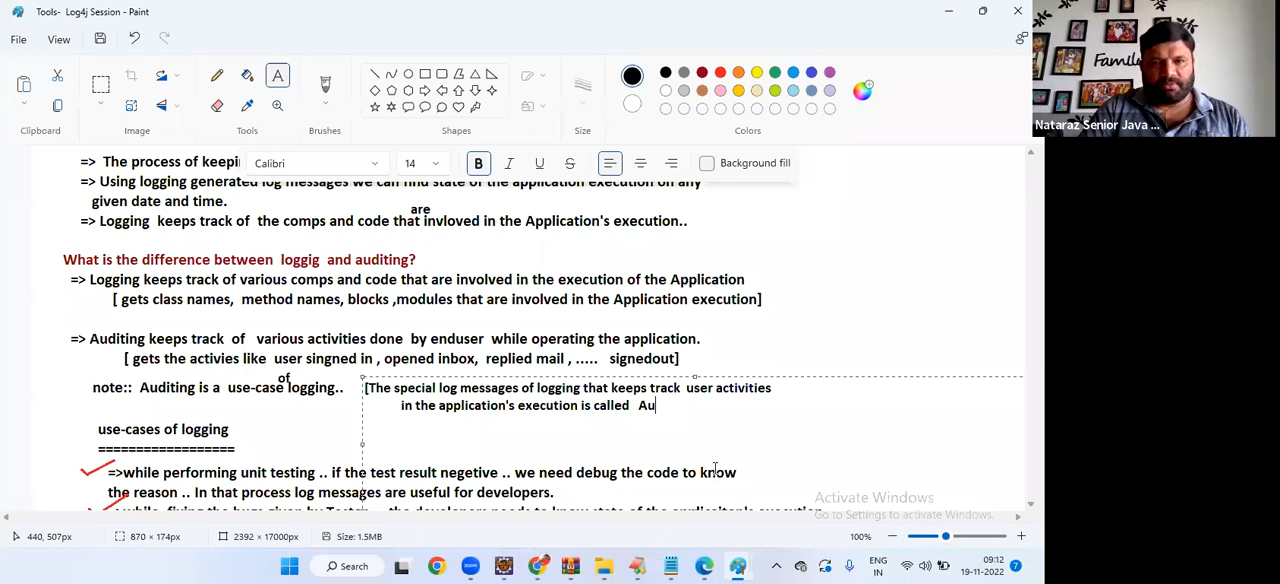 Tools- Log4j Session - Paint
File View
Clipboard Image Tools Brushes Shapes Size Colors
Calibri 14 B I U S Background fill
=> The process of keepi
=> Using logging generated log messages we can find state of the application execution on any
given date and time.
are
=> Logging keeps track of the comps and code that invloved in the Application's execution..
What is the difference between loggig and auditing?
=> Logging keeps track of various comps and code that are involved in the execution of the Application
[ gets class names, method names, blocks ,modules that are involved in the Application execution]
=> Auditing keeps track of various activities done by enduser while operating the application.
[ gets the activies like user singned in , opened inbox, replied mail , ..... signedout]
of
note:: Auditing is a use-case logging.. [The special log messages of logging that keeps track user activities
in the application's execution is called Au
use-cases of logging
==================
=>while performing unit testing .. if the test result negetive .. we need debug the code to know
the reason .. In that process log messages are useful for developers.
Activate Windows
Go to Settings to activate Windows.
440, 507px 870 × 174px 2392 × 17000px Size: 1.5MB 100%
Search
ENG
IN
09:12
19-11-2022
7
Famil
Nataraz Senior Java ...